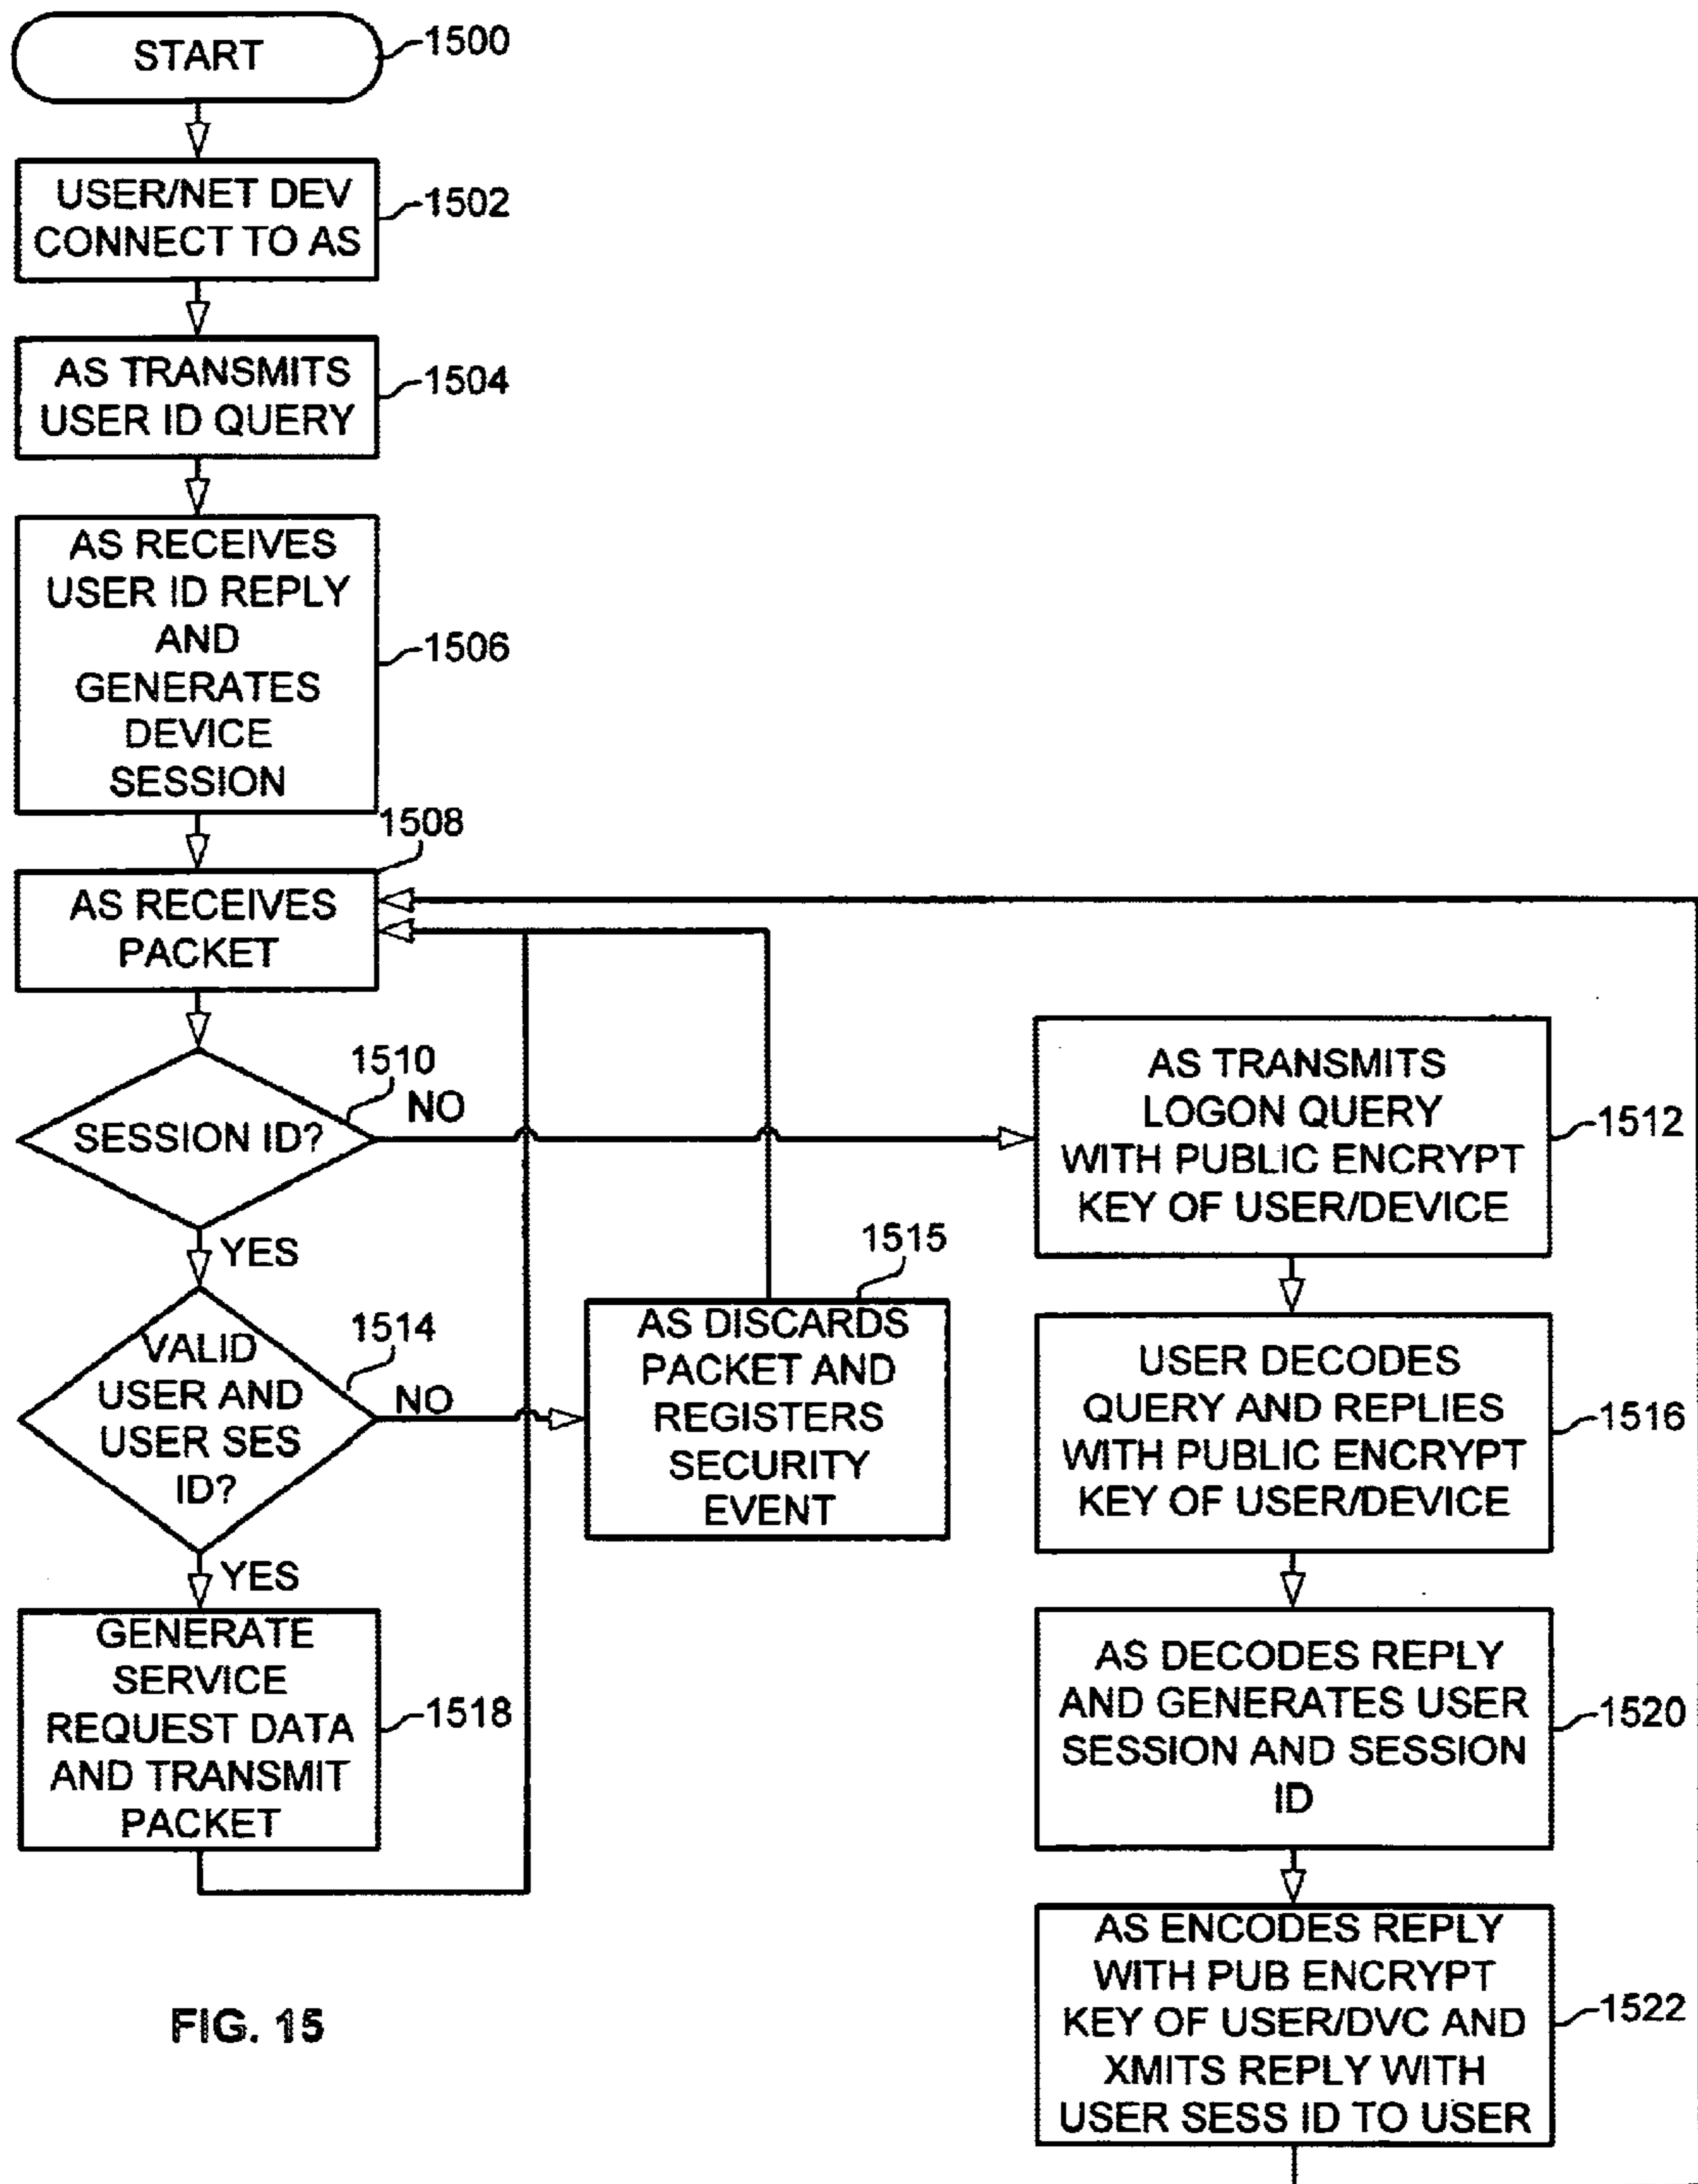 START
1500
USER/NET DEV
CONNECT TO AS
1502
AS TRANSMITS
USER ID QUERY
1504
AS RECEIVES
USER ID REPLY
AND
GENERATES
DEVICE
SESSION
1506
1508
AS RECEIVES
PACKET
1510
SESSION ID?
NO
YES
AS TRANSMITS
LOGON QUERY
WITH PUBLIC ENCRYPT
KEY OF USER/DEVICE
1512
1514
VALID
USER AND
USER SES
ID?
NO
YES
1515
AS DISCARDS
PACKET AND
REGISTERS
SECURITY
EVENT
USER DECODES
QUERY AND REPLIES
WITH PUBLIC ENCRYPT
KEY OF USER/DEVICE
1516
GENERATE
SERVICE
REQUEST DATA
AND TRANSMIT
PACKET
1518
AS DECODES REPLY
AND GENERATES USER
SESSION AND SESSION
ID
1520
AS ENCODES REPLY
WITH PUB ENCRYPT
KEY OF USER/DVC AND
XMITS REPLY WITH
USER SESS ID TO USER
1522
FIG. 15